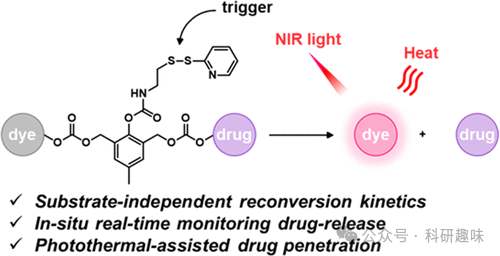 trigger
NIR light
Heat
S-S
N
HN
O
O
O
O
O
O
O
O
dye
drug
dye
+
drug
✓ Substrate-independent reconversion kinetics
✓ In-situ real-time monitoring drug-release
✓ Photothermal-assisted drug penetration
公众号 · 科研趣味